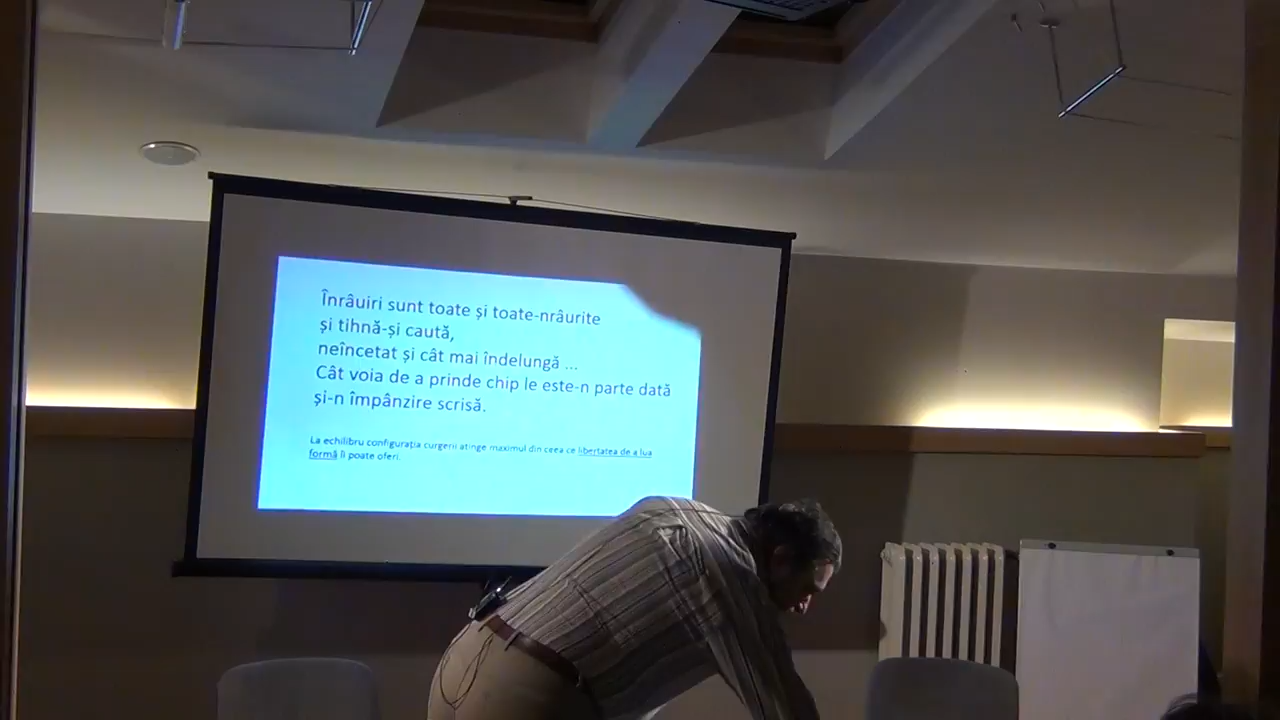 Înrâuiri sunt toate și toate-nrâurite
și tihnă-și caută,
neîncetat și cât mai îndelungă ...
Cât voia de a prinde chip le este-n parte dată
și-n împânzire scrisă.
La echilibru configurația curgerii atinge maximul din ceea ce libertatea de a lua
formă îi poate oferi.